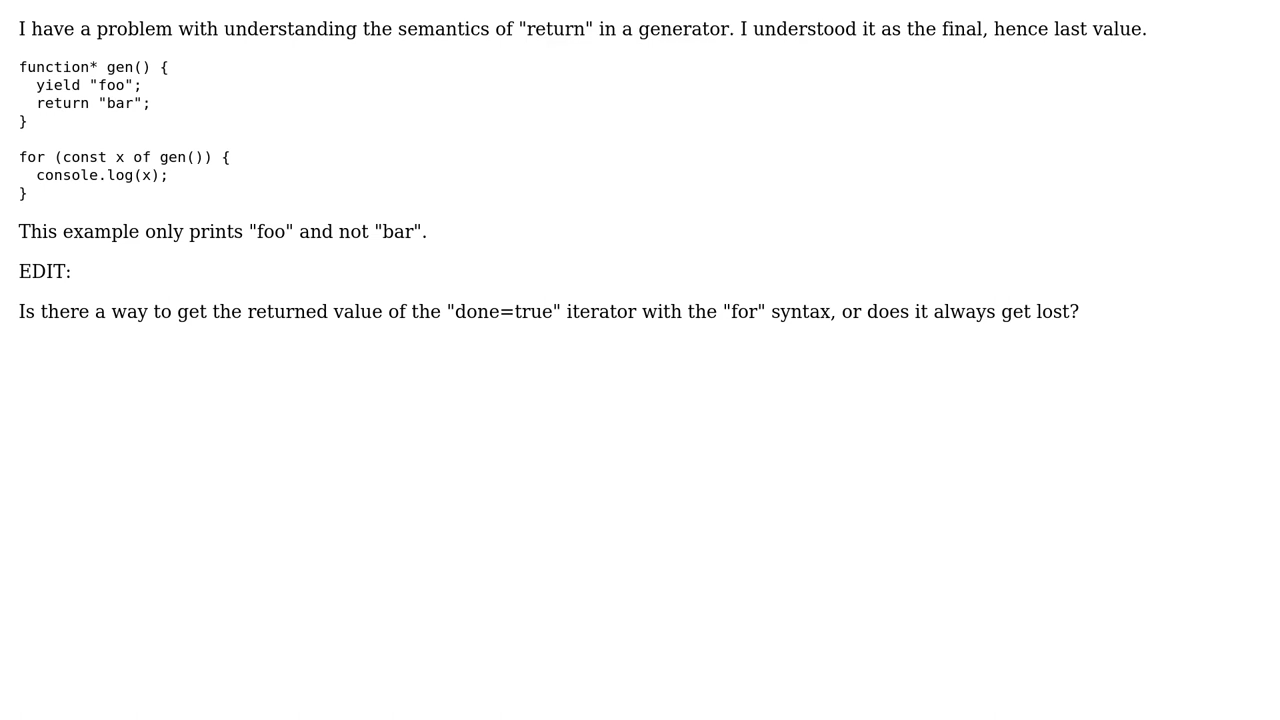 I have a problem with understanding the semantics of "return" in a generator. I understood it as the final, hence last value.
function* gen() {
  yield "foo";
  return "bar";
}
for (const x of gen()) {
  console.log(x);
}
This example only prints "foo" and not "bar".
EDIT:
Is there a way to get the returned value of the "done=true" iterator with the "for" syntax, or does it always get lost?